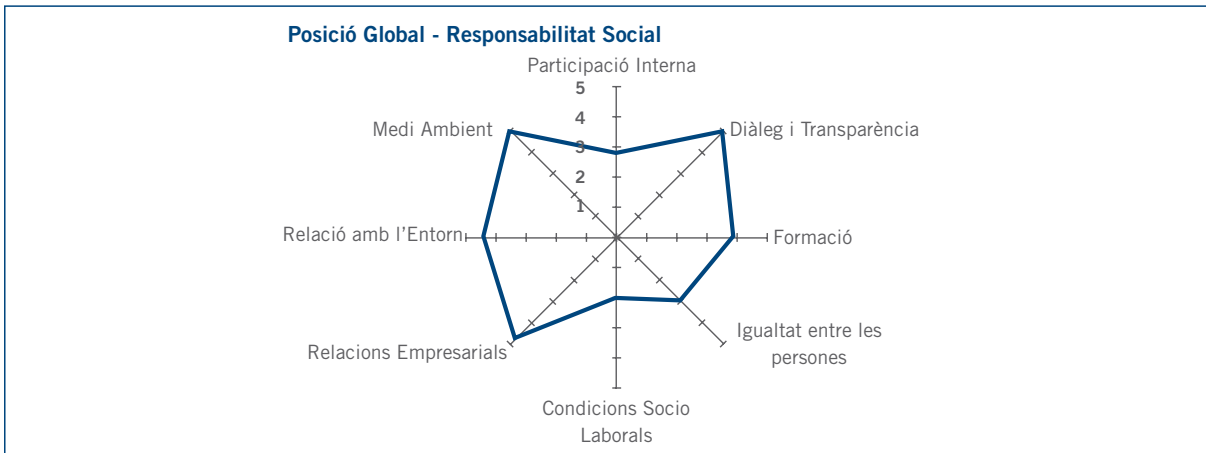 Posició Global - Responsabilitat Social
Participació Interna
5
4
3
2
1
Medi Ambient
Diàleg i Transparència
Relació amb l'Entorn
Formació
Relacions Empresarials
Igualtat entre les
persones
Condicions Socio
Laborals